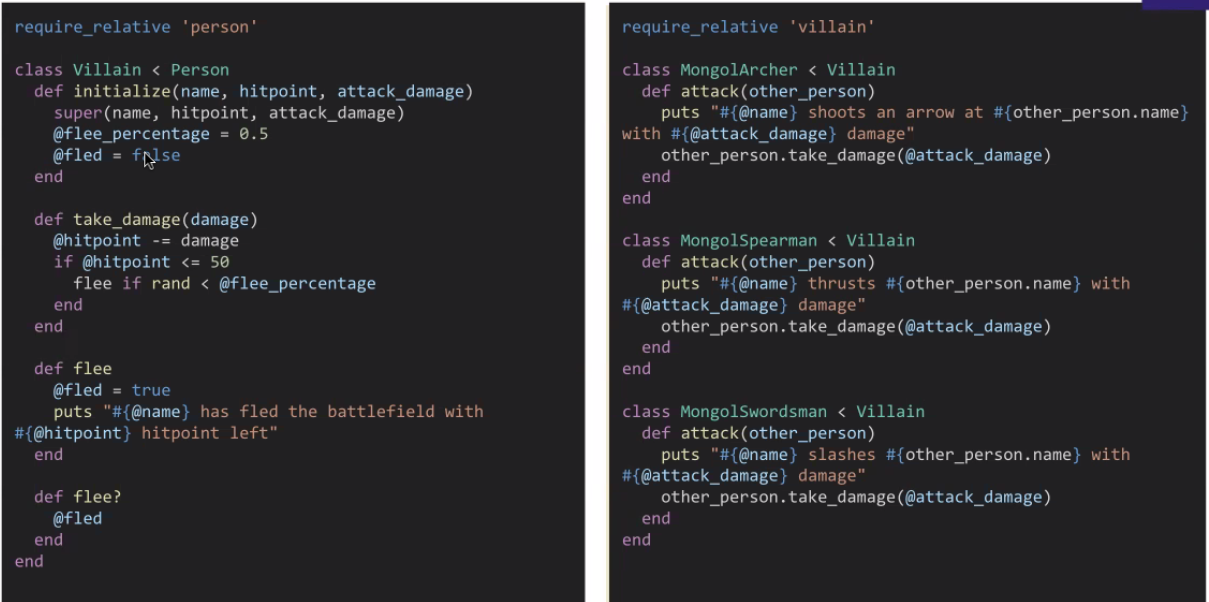 require_relative 'person'
class Villain < Person
  def initialize(name, hitpoint, attack_damage)
    super(name, hitpoint, attack_damage)
    @flee_percentage = 0.5
    @fled = false
  end
  def take_damage(damage)
    @hitpoint -= damage
    if @hitpoint <= 50
      flee if rand < @flee_percentage
    end
  end
  def flee
    @fled = true
    puts "#{@name} has fled the battlefield with
#{@hitpoint} hitpoint left"
  end
  def flee?
    @fled
  end
end
require_relative 'villain'
class MongolArcher < Villain
  def attack(other_person)
    puts "#{@name} shoots an arrow at #{other_person.name}
with #{@attack_damage} damage"
    other_person.take_damage(@attack_damage)
  end
end
class MongolSpearman < Villain
  def attack(other_person)
    puts "#{@name} thrusts #{other_person.name} with
#{@attack_damage} damage"
    other_person.take_damage(@attack_damage)
  end
end
class MongolSwordsman < Villain
  def attack(other_person)
    puts "#{@name} slashes #{other_person.name} with
#{@attack_damage} damage"
    other_person.take_damage(@attack_damage)
  end
end